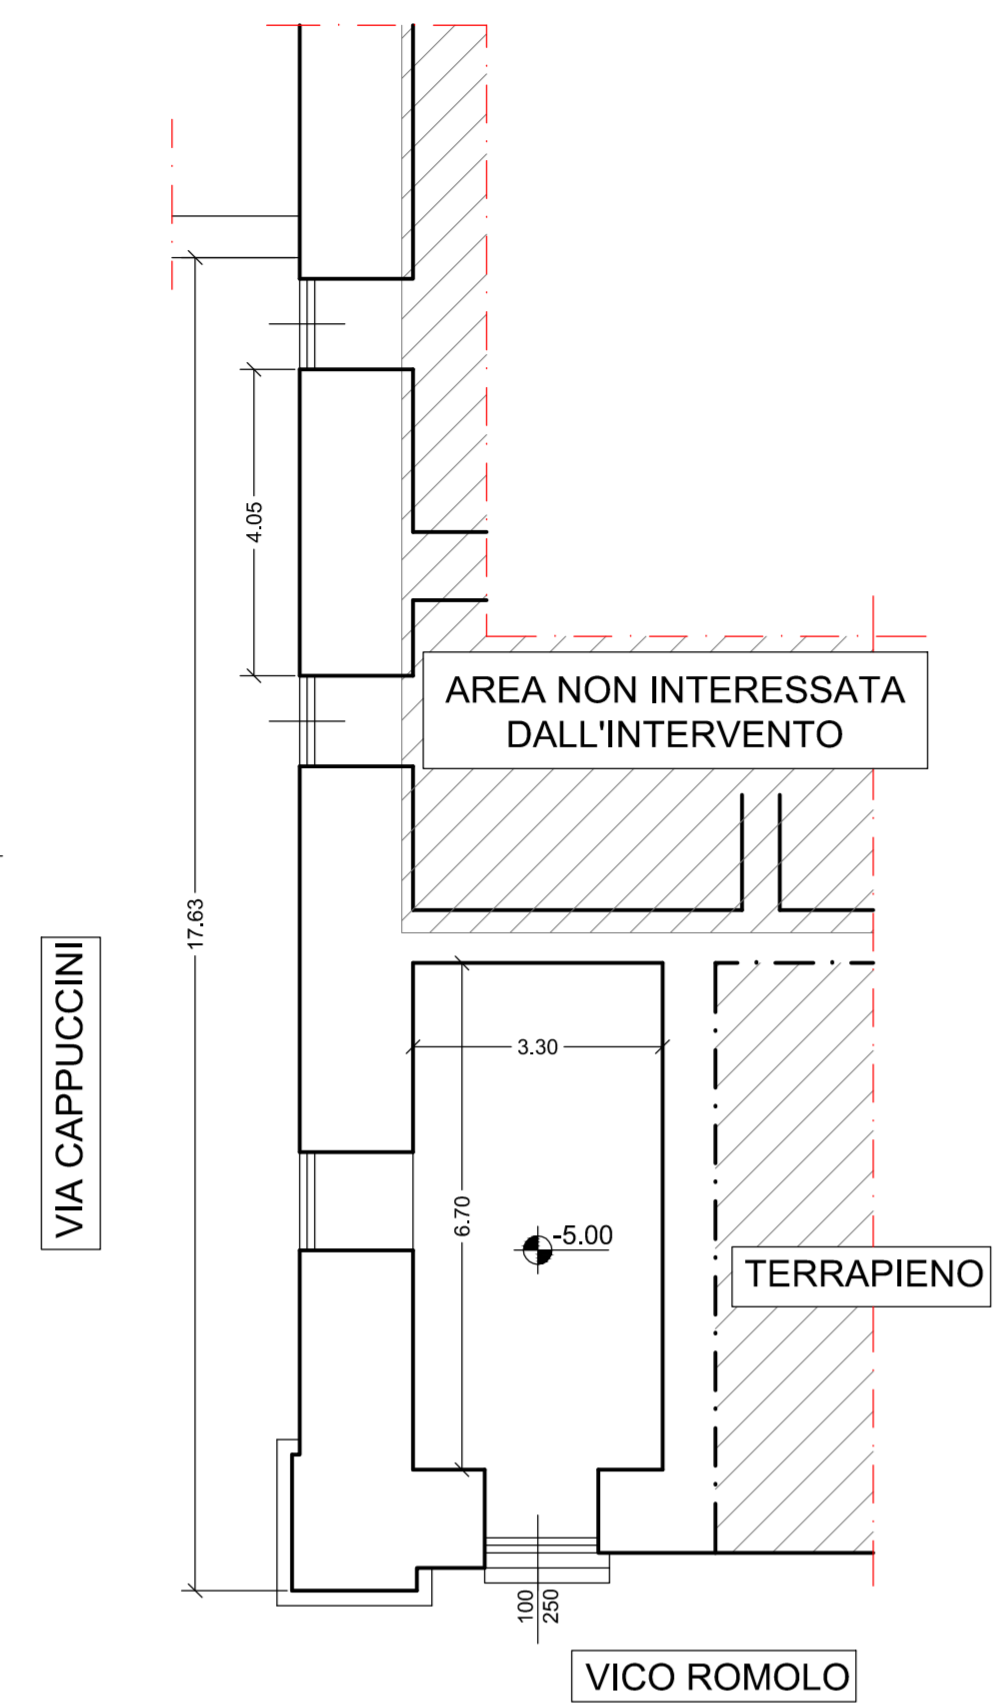 4.05
AREA NON INTERESSATA
DALL'INTERVENTO
17.63
VIA CAPPUCCINI
3.30
6.70
-5.00
TERRAPIENO
100
250
VICO ROMOLO